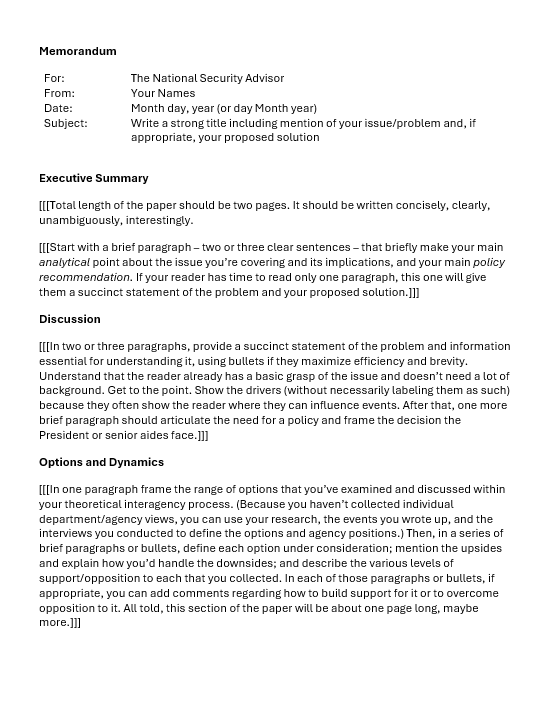 Memorandum
For: The National Security Advisor
From: Your Names
Date: Month day, year (or day Month year)
Subject: Write a strong title including mention of your issue/problem and, if
appropriate, your proposed solution
Executive Summary
[[[Total length of the paper should be two pages. It should be written concisely, clearly,
unambiguously, interestingly.
[[[Start with a brief paragraph – two or three clear sentences – that briefly make your main
analytical point about the issue you're covering and its implications, and your main policy
recommendation. If your reader has time to read only one paragraph, this one will give
them a succinct statement of the problem and your proposed solution.]]]
Discussion
[[[In two or three paragraphs, provide a succinct statement of the problem and information
essential for understanding it, using bullets if they maximize efficiency and brevity.
Understand that the reader already has a basic grasp of the issue and doesn't need a lot of
background. Get to the point. Show the drivers (without necessarily labeling them as such)
because they often show the reader where they can influence events. After that, one more
brief paragraph should articulate the need for a policy and frame the decision the
President or senior aides face.]]]
Options and Dynamics
[[[In one paragraph frame the range of options that you've examined and discussed within
your theoretical interagency process. (Because you haven't collected individual
department/agency views, you can use your research, the events you wrote up, and the
interviews you conducted to define the options and agency positions.) Then, in a series of
brief paragraphs or bullets, define each option under consideration; mention the upsides
and explain how you'd handle the downsides; and describe the various levels of
support/opposition to each that you collected. In each of those paragraphs or bullets, if
appropriate, you can add comments regarding how to build support for it or to overcome
opposition to it. All told, this section of the paper will be about one page long, maybe
more.]]]